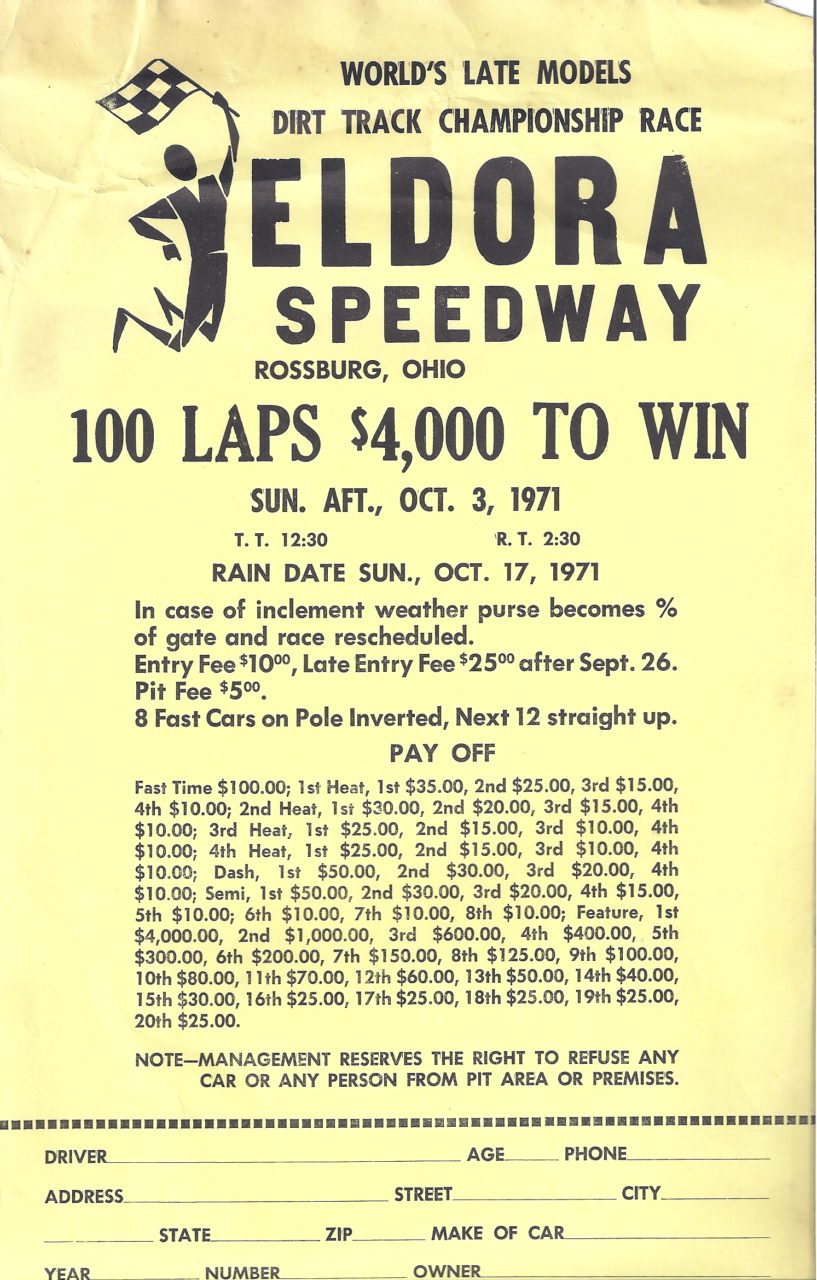 WORLD'S LATE MODELS
DIRT TRACK CHAMPIONSHIP RACE
ELDORA
SPEEDWAY
ROSSBURG, OHIO
100 LAPS $4,000 TO WIN
SUN. AFT., OCT. 3, 1971
T. T. 12:30 R. T. 2:30
RAIN DATE SUN., OCT. 17, 1971
In case of inclement weather purse becomes %
of gate and race rescheduled.
Entry Fee $10⁰⁰, Late Entry Fee $25⁰⁰ after Sept. 26.
Pit Fee $5⁰⁰.
8 Fast Cars on Pole Inverted, Next 12 straight up.
PAY OFF
Fast Time $100.00; 1st Heat, 1st $35.00, 2nd $25.00, 3rd $15.00,
4th $10.00; 2nd Heat, 1st $30.00, 2nd $20.00, 3rd $15.00, 4th
$10.00; 3rd Heat, 1st $25.00, 2nd $15.00, 3rd $10.00, 4th
$10.00; 4th Heat, 1st $25.00, 2nd $15.00, 3rd $10.00, 4th
$10.00; Dash, 1st $50.00, 2nd $30.00, 3rd $20.00, 4th
$10.00; Semi, 1st $50.00, 2nd $30.00, 3rd $20.00, 4th $15.00,
5th $10.00; 6th $10.00, 7th $10.00, 8th $10.00; Feature, 1st
$4,000.00, 2nd $1,000.00, 3rd $600.00, 4th $400.00, 5th
$300.00, 6th $200.00, 7th $150.00, 8th $125.00, 9th $100.00,
10th $80.00, 11th $70.00, 12th $60.00, 13th $50.00, 14th $40.00,
15th $30.00, 16th $25.00, 17th $25.00, 18th $25.00, 19th $25.00,
20th $25.00.
NOTE—MANAGEMENT RESERVES THE RIGHT TO REFUSE ANY
CAR OR ANY PERSON FROM PIT AREA OR PREMISES.
DRIVER AGE PHONE
ADDRESS STREET CITY
STATE ZIP MAKE OF CAR
YEAR NUMBER OWNER